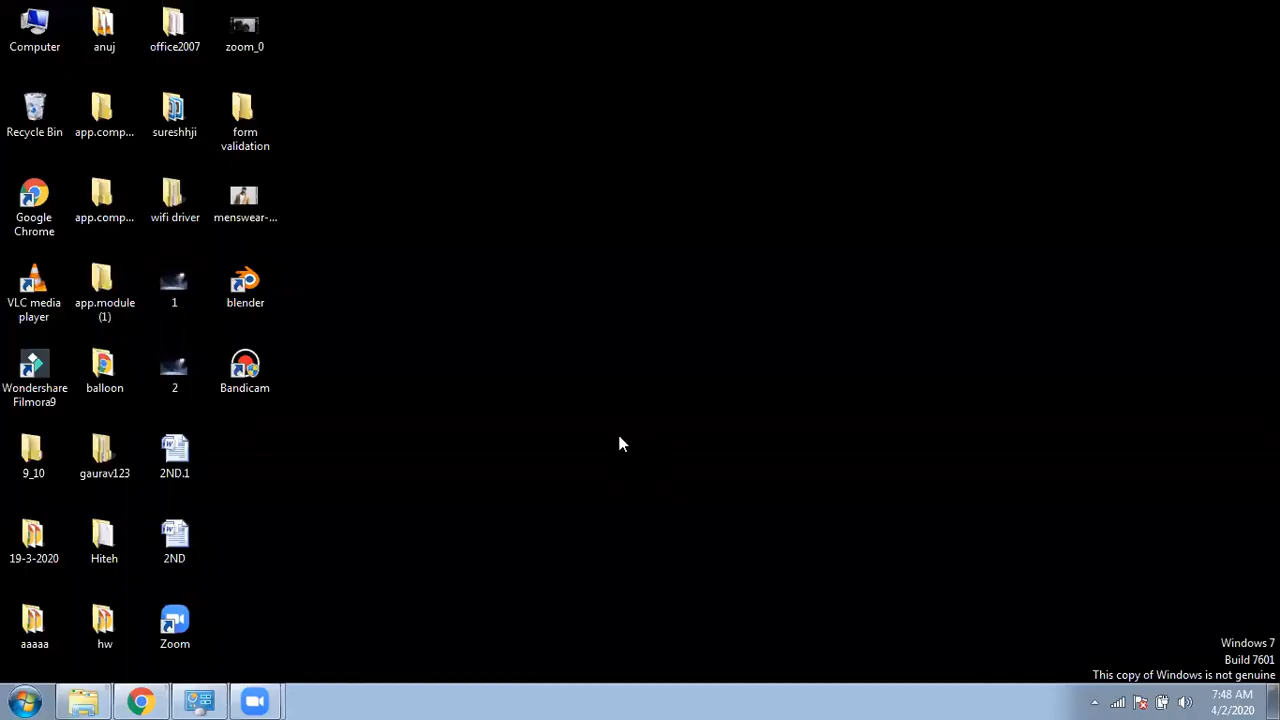 Computer
anuj
office2007
zoom_0
Recycle Bin
app.comp...
sureshhji
form
validation
Google
Chrome
app.comp...
wifi driver
menswear-...
VLC media
player
app.module
(1)
1
blender
Wondershare
Filmora9
balloon
2
Bandicam
9_10
gaurav123
2ND.1
19-3-2020
Hiteh
2ND
aaaaa
hw
Zoom
Windows 7
Build 7601
This copy of Windows is not genuine
7:48 AM
4/2/2020